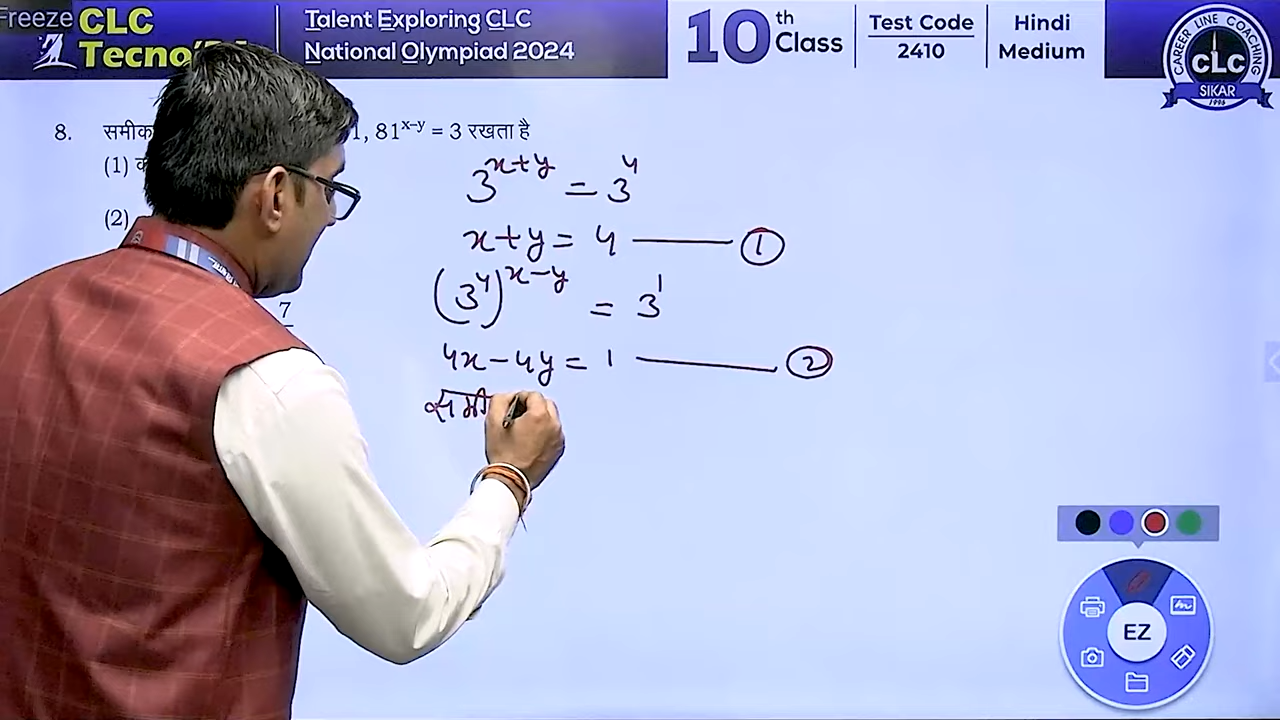 Freeze
CLC
Talent Exploring CLC
National Olympiad 2024
10th Class
Test Code
2410
Hindi
Medium
CAREER LINE COACHING
CLC
SIKAR
1996
8. 1, 81^{x–y} = 3 रखता है
(1)
(2)
3^{x+y} = 3^4
x+y = 4 ——— ①
(3^4)^{x-y} = 3^1
4x - 4y = 1 ——— ②
7
EZ